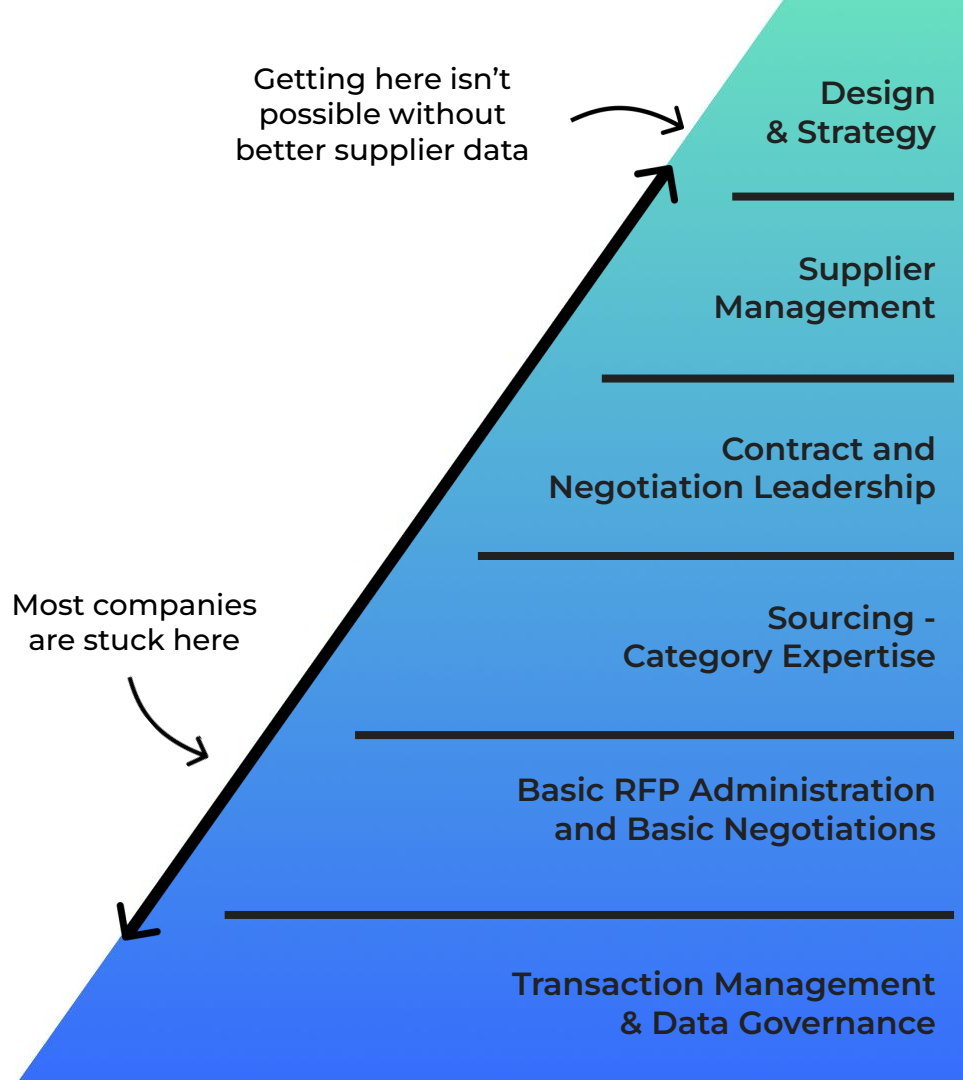 Getting here isn’t
possible without
better supplier data
Design
& Strategy
Supplier
Management
Contract and
Negotiation Leadership
Most companies
are stuck here
Sourcing -
Category Expertise
Basic RFP Administration
and Basic Negotiations
Transaction Management
& Data Governance